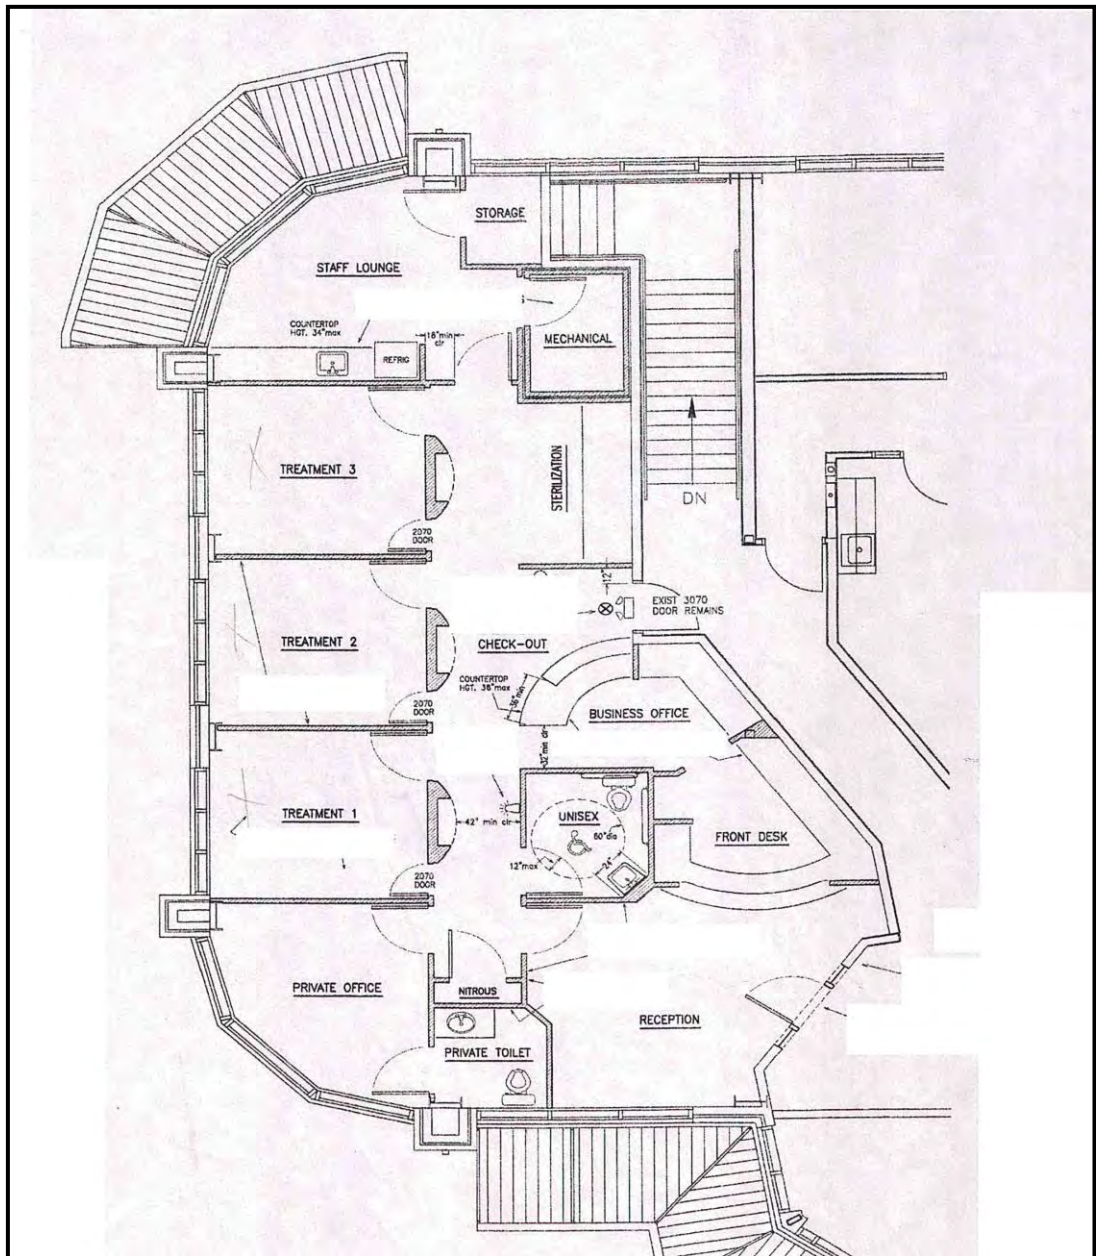 STORAGE
STAFF LOUNGE
COUNTERTOP
HGT. 34"max
18"min
clr
REFRIG
MECHANICAL
TREATMENT 3
STERILIZATION
DN
2070
DOOR
12"
EXIST 3070
DOOR REMAINS
TREATMENT 2
CHECK-OUT
COUNTERTOP
HGT. 36"max
36"min
2070
DOOR
BUSINESS OFFICE
32"min clr
TREATMENT 1
42" min clr
UNISEX
60"dia
FRONT DESK
12"max
24"
2070
DOOR
PRIVATE OFFICE
NITROUS
RECEPTION
PRIVATE TOILET